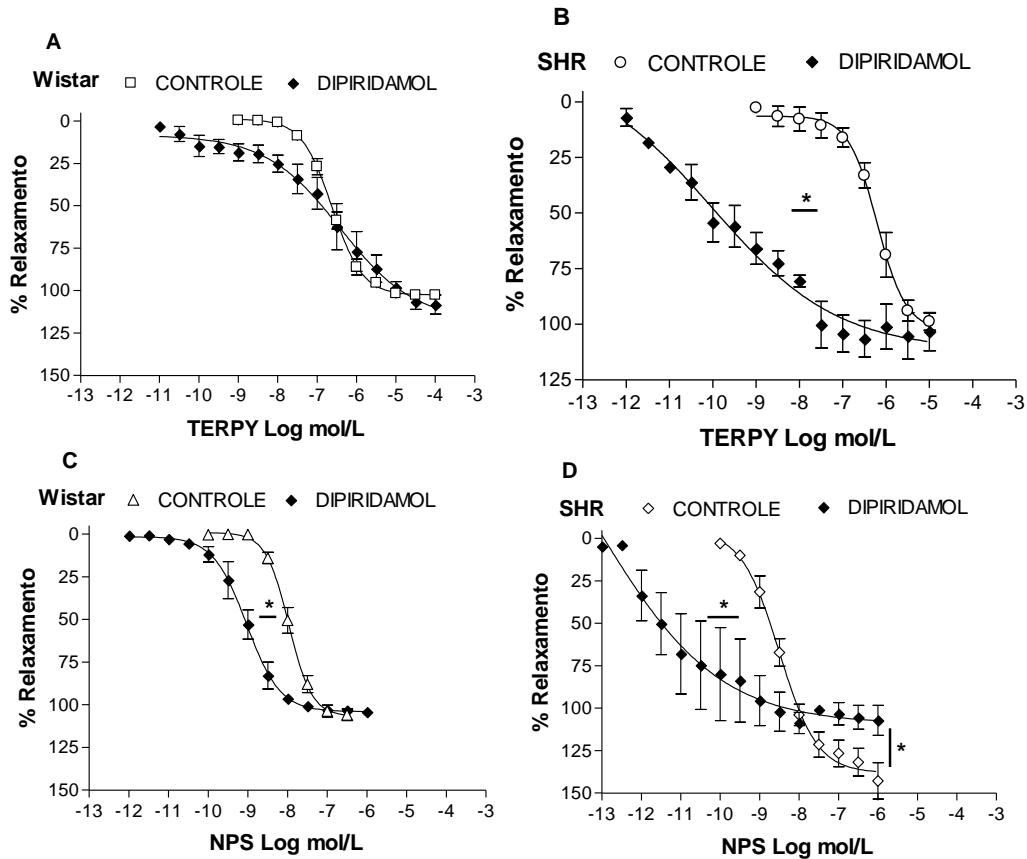 A
Wistar □ CONTROLE ◆ DIPIRIDAMOL
0
25
50
75
100
125
150
% Relaxamento
-13 -12 -11 -10 -9 -8 -7 -6 -5 -4 -3
TERPY Log mol/L
B
SHR ○ CONTROLE ◆ DIPIRIDAMOL
0
25
50
75
100
125
% Relaxamento
*
-13 -12 -11 -10 -9 -8 -7 -6 -5 -4 -3
TERPY Log mol/L
C
Wistar △ CONTROLE ◆ DIPIRIDAMOL
0
25
50
75
100
125
150
% Relaxamento
*
-13 -12 -11 -10 -9 -8 -7 -6 -5 -4 -3
NPS Log mol/L
D
SHR ◇ CONTROLE ◆ DIPIRIDAMOL
0
25
50
75
100
125
150
% Relaxamento
*
*
-13 -12 -11 -10 -9 -8 -7 -6 -5 -4 -3
NPS Log mol/L